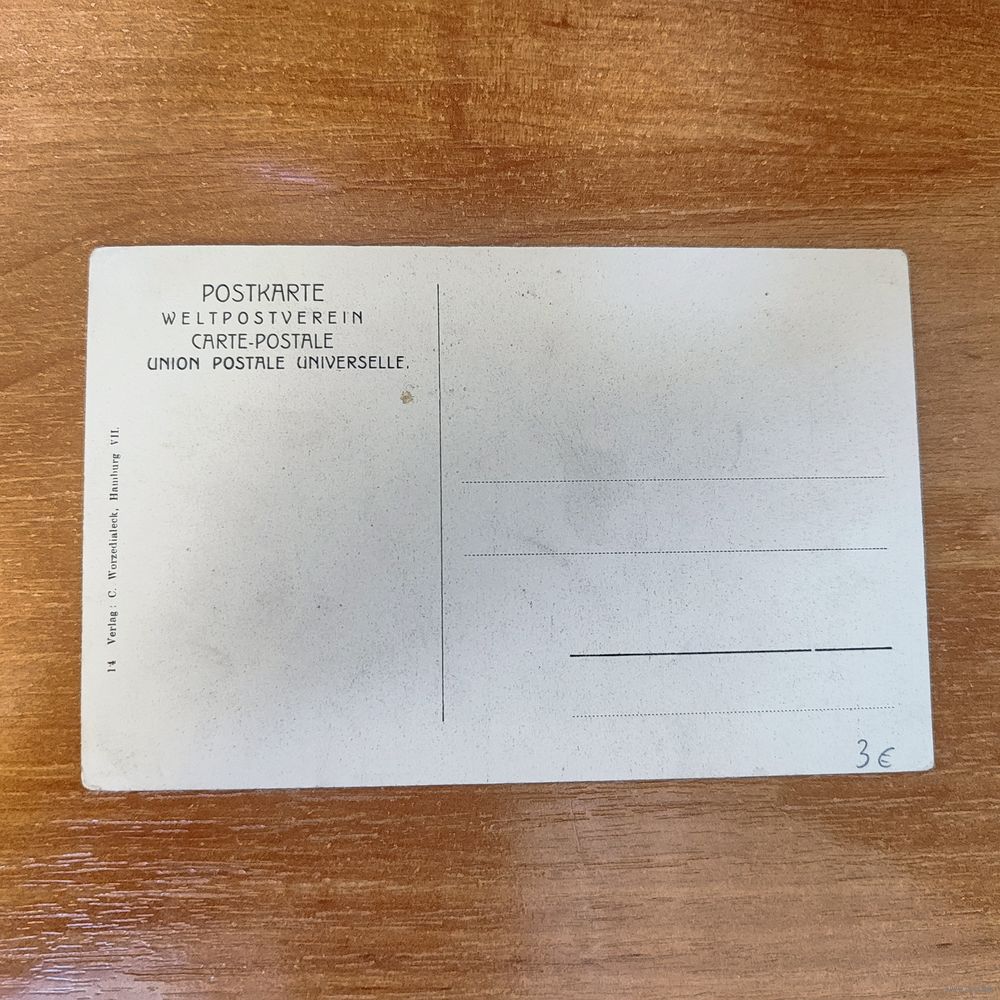 POSTKARTE
WELTPOSTVEREIN
CARTE-POSTALE
UNION POSTALE UNIVERSELLE.
14 Verlag: C. Worzedialeck, Hamburg VII.
3 €